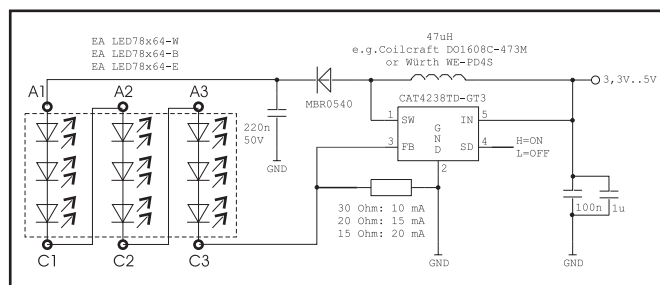 47uH
EA LED78x64-W
EA LED78x64-B
EA LED78x64-E
e.g.Coilcraft DO1608C-473M
or Würth WE-PD4S
3,3V..5V
A1
A2
A3
MBR0540
CAT4238TD-GT3
1
SW
GND
IN
5
220n
50V
3
FB
SD
4
H=ON
L=OFF
GND
2
30 Ohm: 10 mA
20 Ohm: 15 mA
15 Ohm: 20 mA
100n
1u
C1
C2
C3
GND
GND